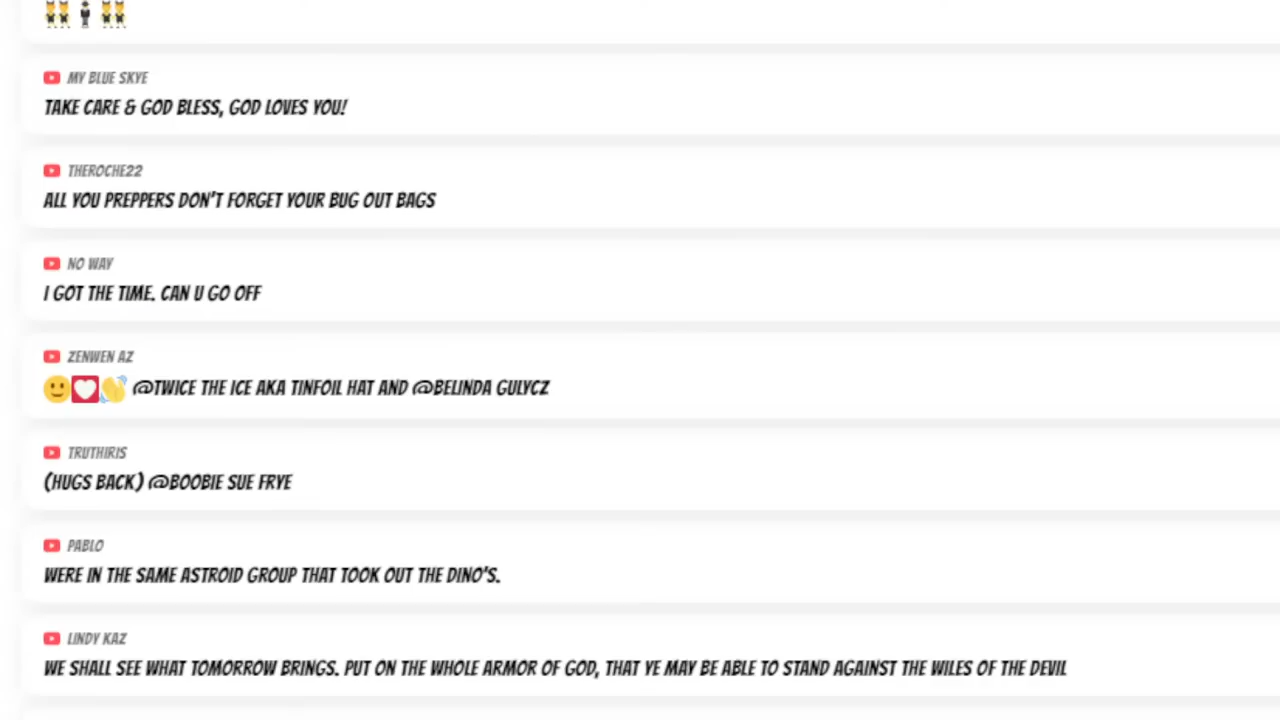 MY BLUE SKYE
TAKE CARE & GOD BLESS, GOD LOVES YOU!
THEROCHE22
ALL YOU PREPPERS DON'T FORGET YOUR BUG OUT BAGS
NO WAY
I GOT THE TIME. CAN U GO OFF
ZENWEN AZ
@TWICE THE ICE AKA TINFOIL HAT AND @BELINDA GULYCZ
TRUTHIRIS
(HUGS BACK) @BOOBIE SUE FRYE
PABLO
WERE IN THE SAME ASTROID GROUP THAT TOOK OUT THE DINO'S.
LINDY KAZ
WE SHALL SEE WHAT TOMORROW BRINGS. PUT ON THE WHOLE ARMOR OF GOD, THAT YE MAY BE ABLE TO STAND AGAINST THE WILES OF THE DEVIL